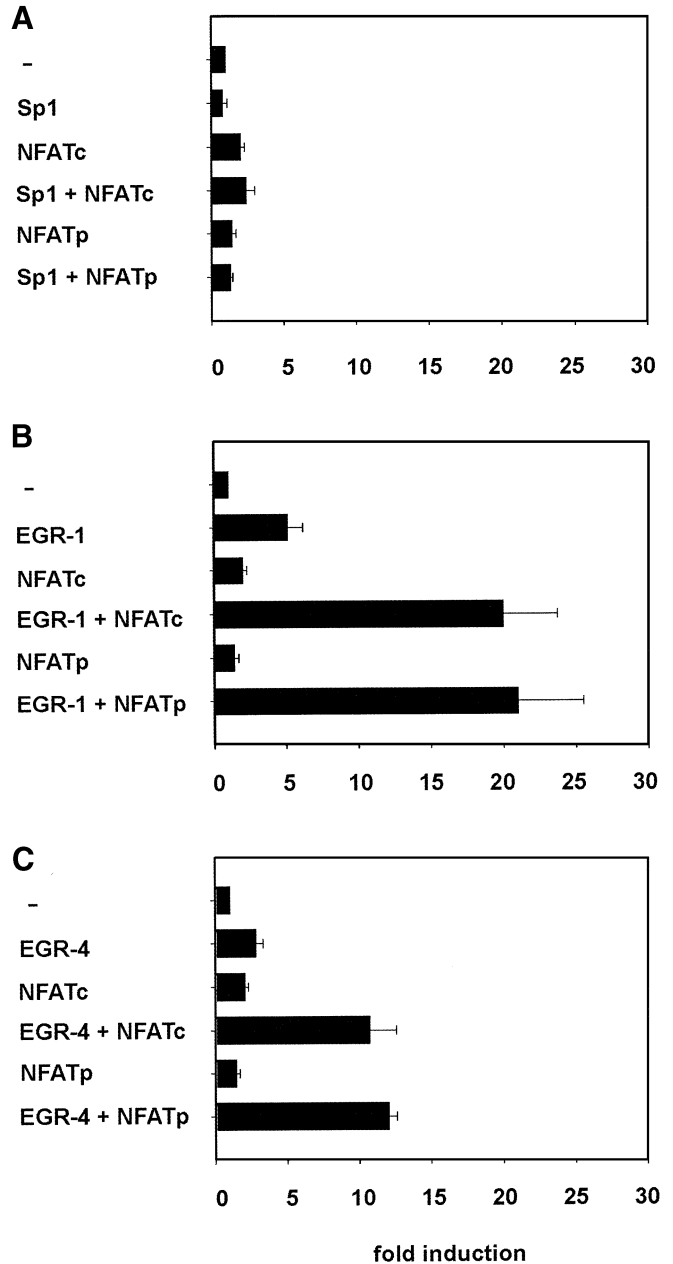 A
–
Sp1
NFATc
Sp1 + NFATc
NFATp
Sp1 + NFATp
0 5 10 15 20 25 30
B
–
EGR-1
NFATc
EGR-1 + NFATc
NFATp
EGR-1 + NFATp
0 5 10 15 20 25 30
C
–
EGR-4
NFATc
EGR-4 + NFATc
NFATp
EGR-4 + NFATp
0 5 10 15 20 25 30
fold induction